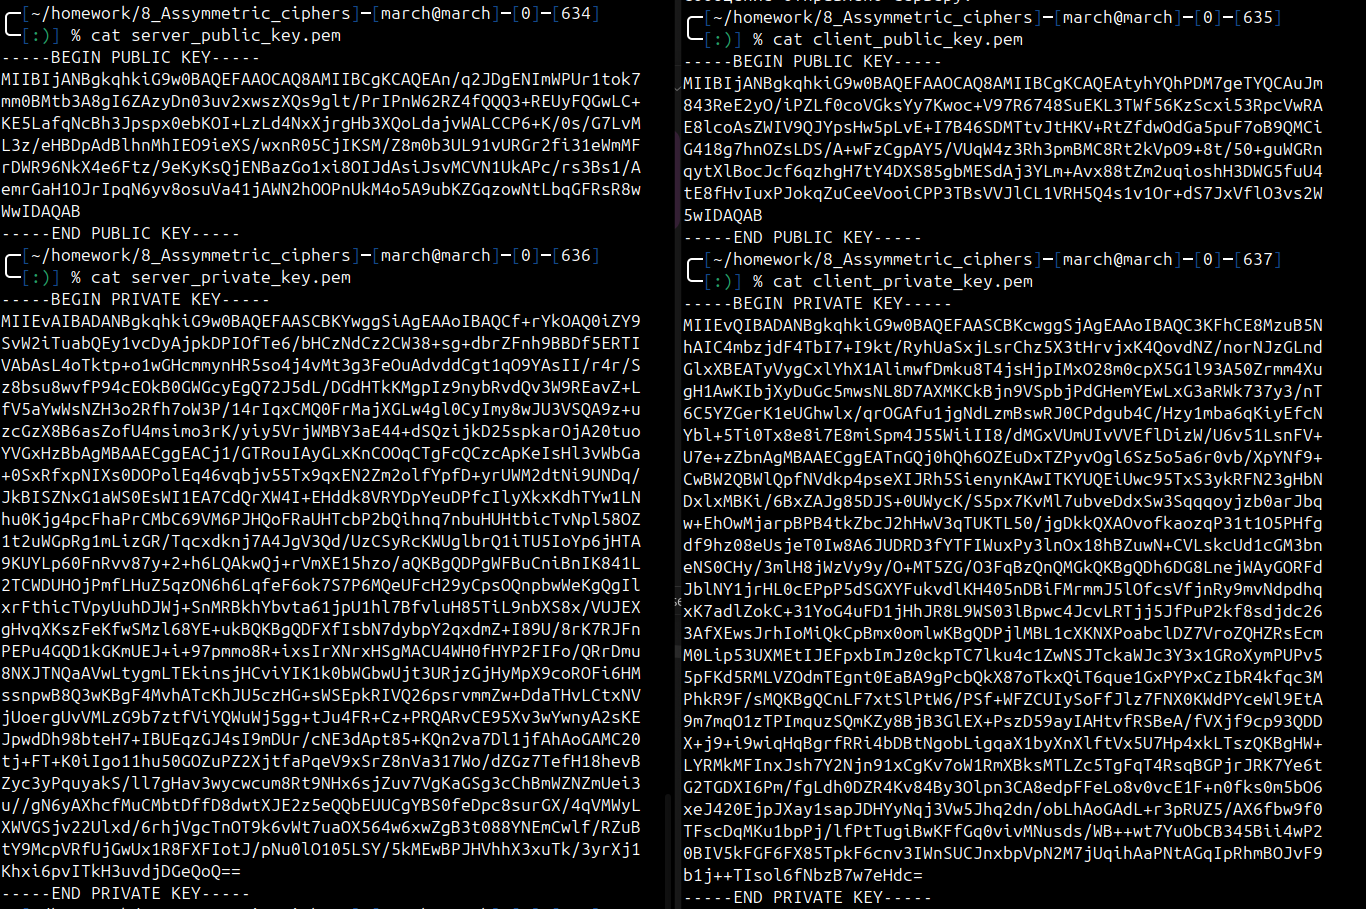 [~/homework/8_Assymmetric_ciphers]—[march@march]—[0]—[634]
[:)] % cat server_public_key.pem
-----BEGIN PUBLIC KEY-----
MIIBIjANBgkqhkiG9w0BAQEFAAOCAQ8AMIIBCgKCAQEAn/q2JDgENImWPUr1tok7
mm0BMtb3A8gI6ZAzyDn03uv2xwszXQs9glt/PrIPnW62RZ4fQQQ3+REUyFQGwLC+
KE5LafqNcBh3Jpspx0ebKOI+LzLd4NxXjrgHb3XQoLdajvWALCCP6+K/0s/G7LvM
L3z/eHBDpAdBlhnMhIEO9ieXS/wxnR05CjIKSM/Z8m0b3UL91vURGr2fi31eWmMF
rDWR96NkX4e6Ftz/9eKyKsQjENBazGo1xi8OIJdAsiJsvMCVN1UkAPc/rs3Bs1/A
emrGaH1OJrIpqN6yv8osuVa41jAWN2hOOPnUkM4o5A9ubKZGqzowNtLbqGFRsR8w
WwIDAQAB
-----END PUBLIC KEY-----
[~/homework/8_Assymmetric_ciphers]—[march@march]—[0]—[636]
[:)] % cat server_private_key.pem
-----BEGIN PRIVATE KEY-----
MIIEvAIBADANBgkqhkiG9w0BAQEFAASCBKYwggSiAgEAAoIBAQCf+rYkOAQ0iZY9
SvW2iTuabQEy1vcDyAjpkDPIOfTe6/bHCzNdCz2CW38+sg+dbrZFnh9BBDf5ERTI
VAbAsL4oTktp+o1wGHcmmynHR5so4j4vMt3g3FeOuAdvddCgt1qO9YAsII/r4r/S
z8bsu8wvfP94cEOkB0GWGcyEgQ72J5dL/DGdHTkKMgpIz9nybRvdQv3W9REavZ+L
fV5aYwWsNZH3o2Rfh7oW3P/14rIqxCMQ0FrMajXGLw4gl0CyImy8wJU3VSQA9z+u
zcGzX8B6asZofU4msimo3rK/yiy5VrjWMBY3aE44+dSQzijkD25spkarOjA20tuo
YVGxHzBbAgMBAAECggEACj1/GTRouIAyGLxKnCOOqCTgFcQCzcApKeIsHl3vWbGa
+0SxRfxpNIXs0DOPolEq46vqbjv55Tx9qxEN2Zm2olfYpfD+yrUWM2dtNi9UNDq/
JkBISZNxG1aWS0EsWI1EA7CdQrXW4I+EHddk8VRYDpYeuDPfcIlyXkxKdhTYw1LN
hu0Kjg4pcFhaPrCMbC69VM6PJHQoFRaUHTcbP2bQihnq7nbuHUHtbicTvNpl58OZ
1t2uWGpRg1mLizGR/Tqcxdknj7A4JgV3Qd/UzCSyRcKWUglbrQ1iTU5IoYp6jHTA
9KUYLp60FnRvv87y+2+h6LQAkwQj+rVmXE15hzo/aQKBgQDPgWFBuCniBnIK841L
2TCWDUHOjPmfLHuZ5qzON6h6LqfeF6ok7S7P6MQeUFcH29yCpsOQnpbwWeKgQgIl
xrFthicTVpyUuhDJWj+SnMRBkhYbvta61jpU1hl7BfvluH85TiL9nbXS8x/VUJEX
gHvqXKszFeKfwSMzl68YE+ukBQKBgQDFXfIsbN7dybpY2qxdmZ+I89U/8rK7RJFn
PEPu4GQD1kGKmUEJ+i+97pmmo8R+ixsIrXNrxHSgMACU4WH0fHYP2FIFo/QRrDmu
8NXJTNQaAVwLtygmLTEkinsjHCviYIK1k0bWGbwUjt3URjzGjHyMpX9coROFi6HM
ssnpwB8Q3wKBgF4MvhATcKhJU5czHG+sWSEpkRIVQ26psrvmmZw+DdaTHvLCtxNV
jUoergUvVMLzG9b7ztfViYQWuWj5gg+tJu4FR+Cz+PRQARvCE95Xv3wYwnyA2sKE
JpwdDh98bteH7+IBUEqzGJ4sI9mDUr/cNE3dApt85+KQn2va7Dl1jfAhAoGAMC20
tj+FT+K0iIgo11hu50GOZuPZ2XjtfaPqeV9xSrZ8nVa317Wo/dZGz7TefH18hevB
Zyc3yPquyakS/ll7gHav3wycwcum8Rt9NHx6sjZuv7VgKaGSg3cChBmWZNZmUei3
u//gN6yAXhcfMuCMbtDffD8dwtXJE2z5eQQbEUUCgYBS0feDpc8surGX/4qVMWyL
XWVGSjv22Ulxd/6rhjVgcTnOT9k6vWt7uaOX564w6xwZgB3t088YNEmCwlf/RZuB
tY9McpVRfUjGwUx1R8FXFIotJ/pNu0lO105LSY/5kMEwBPJHVhhX3xuTk/3yrXj1
Khxi6pvITkH3uvdjDGeQoQ==
-----END PRIVATE KEY-----
[~/homework/8_Assymmetric_ciphers]—[march@march]—[0]—[635]
[:)] % cat client_public_key.pem
-----BEGIN PUBLIC KEY-----
MIIBIjANBgkqhkiG9w0BAQEFAAOCAQ8AMIIBCgKCAQEAtyhYQhPDM7geTYQCAuJm
843ReE2yO/iPZLf0coVGksYy7Kwoc+V97R6748SuEKL3TWf56KzScxi53RpcVwRA
E8lcoAsZWIV9QJYpsHw5pLvE+I7B46SDMTtvJtHKV+RtZfdwOdGa5puF7oB9QMCi
G418g7hnOZsLDS/A+wFzCgpAY5/VUqW4z3Rh3pmBMC8Rt2kVpO9+8t/50+guWGRn
qytXlBocJcf6qzhgH7tY4DXS85gbMESdAj3YLm+Avx88tZm2uqioshH3DWG5fuU4
tE8fHvIuxPJokqZuCeeVooiCPP3TBsVVJlCL1VRH5Q4s1v1Or+dS7JxVflO3vs2W
5wIDAQAB
-----END PUBLIC KEY-----
[~/homework/8_Assymmetric_ciphers]—[march@march]—[0]—[637]
[:)] % cat client_private_key.pem
-----BEGIN PRIVATE KEY-----
MIIEvQIBADANBgkqhkiG9w0BAQEFAASCBKcwggSjAgEAAoIBAQC3KFhCE8MzuB5N
hAIC4mbzjdF4TbI7+I9kt/RyhUaSxjLsrChz5X3tHrvjxK4QovdNZ/norNJzGLnd
GlxXBEATyVygCxlYhX1AlimwfDmku8T4jsHjpIMxO28m0cpX5G1l93A50Zrmm4Xu
gH1AwKIbjXyDuGc5mwsNL8D7AXMKCkBjn9VSpbjPdGHemYEwLxG3aRWk737y3/nT
6C5YZGerK1eUGhwlx/qrOGAfu1jgNdLzmBswRJ0CPdgub4C/Hzy1mba6qKiyEfcN
Ybl+5Ti0Tx8e8i7E8miSpm4J55WiiII8/dMGxVUmUIvVVEflDizW/U6v51LsnFV+
U7e+zZbnAgMBAAECggEATnGQj0hQh6OZEuDxTZPyvOgl6Sz5o5a6r0vb/XpYNf9+
CwBW2QBWlQpfNVdkp4pseXIJRh5SienynKAwITKYUQEiUwc95TxS3ykRFN23gHbN
DxlxMBKi/6BxZAJg85DJS+0UWycK/S5px7KvMl7ubveDdxSw3Sqqqoyjzb0arJbq
w+EhOwMjarpBPB4tkZbcJ2hHwV3qTUKTL50/jgDkkQXAOvofkaozqP31t1O5PHfg
df9hz08eUsjeT0Iw8A6JUDRD3fYTFIWuxPy3lnOx18hBZuwN+CVLskcUd1cGM3bn
eNS0CHy/3mlH8jWzVy9y/O+MT5ZG/O3FqBzQnQMGkQKBgQDh6DG8LnejWAyGORFd
JblNY1jrHL0cEPpP5dSGXYFukvdlKH405nDBiFMrmmJ5lOfcsVfjnRy9mvNdpdhq
xK7adlZokC+31YoG4uFD1jHhJR8L9WS03lBpwc4JcvLRTjj5JfPuP2kf8sdjdc26
3AfXEwsJrhIoMiQkCpBmx0omlwKBgQDPjlMBL1cXKNXPoabclDZ7VroZQHZRsEcm
M0Lip53UXMEtIJEFpxbImJz0ckpTC7lku4c1ZwNSJTckaWJc3Y3x1GRoXymPUPv5
5pFKd5RMLVZOdmTEgnt0EaBA9gPcbQkX87oTkxQiT6que1GxPYPxCzIbR4kfqc3M
PhkR9F/sMQKBgQCnLF7xtSlPtW6/PSf+WFZCUIySoFfJlz7FNX0KWdPYceWl9EtA
9m7mqO1zTPImquzSQmKZy8BjB3GlEX+PszD59ayIAHtvfRSBeA/fVXjf9cp93QDD
X+j9+i9wiqHqBgrfRRi4bDBtNgobLigqaX1byXnXlftVx5U7Hp4xkLTszQKBgHW+
LYRMkMFInxJsh7Y2Njn91xCgKv7oW1RmXBksMTLZc5TgFqT4RsqBGPjrJRK7Ye6t
G2TGDXI6Pm/fgLdh0DZR4Kv84By3Olpn3CA8edpFFeLo8v0vcE1F+n0fks0m5bO6
xeJ420EjpJXay1sapJDHYyNqj3Vw5Jhq2dn/obLhAoGAdL+r3pRUZ5/AX6fbw9f0
TFscDqMKu1bpPj/lfPtTugiBwKFfGq0vivMNusds/WB++wt7YuObCB345Bii4wP2
0BIV5kFGF6FX85TpkF6cnv3IWnSUCJnxbpVpN2M7jUqihAaPNtAGqIpRhmBOJvF9
b1j++TIsol6fNbzB7w7eHdc=
-----END PRIVATE KEY-----